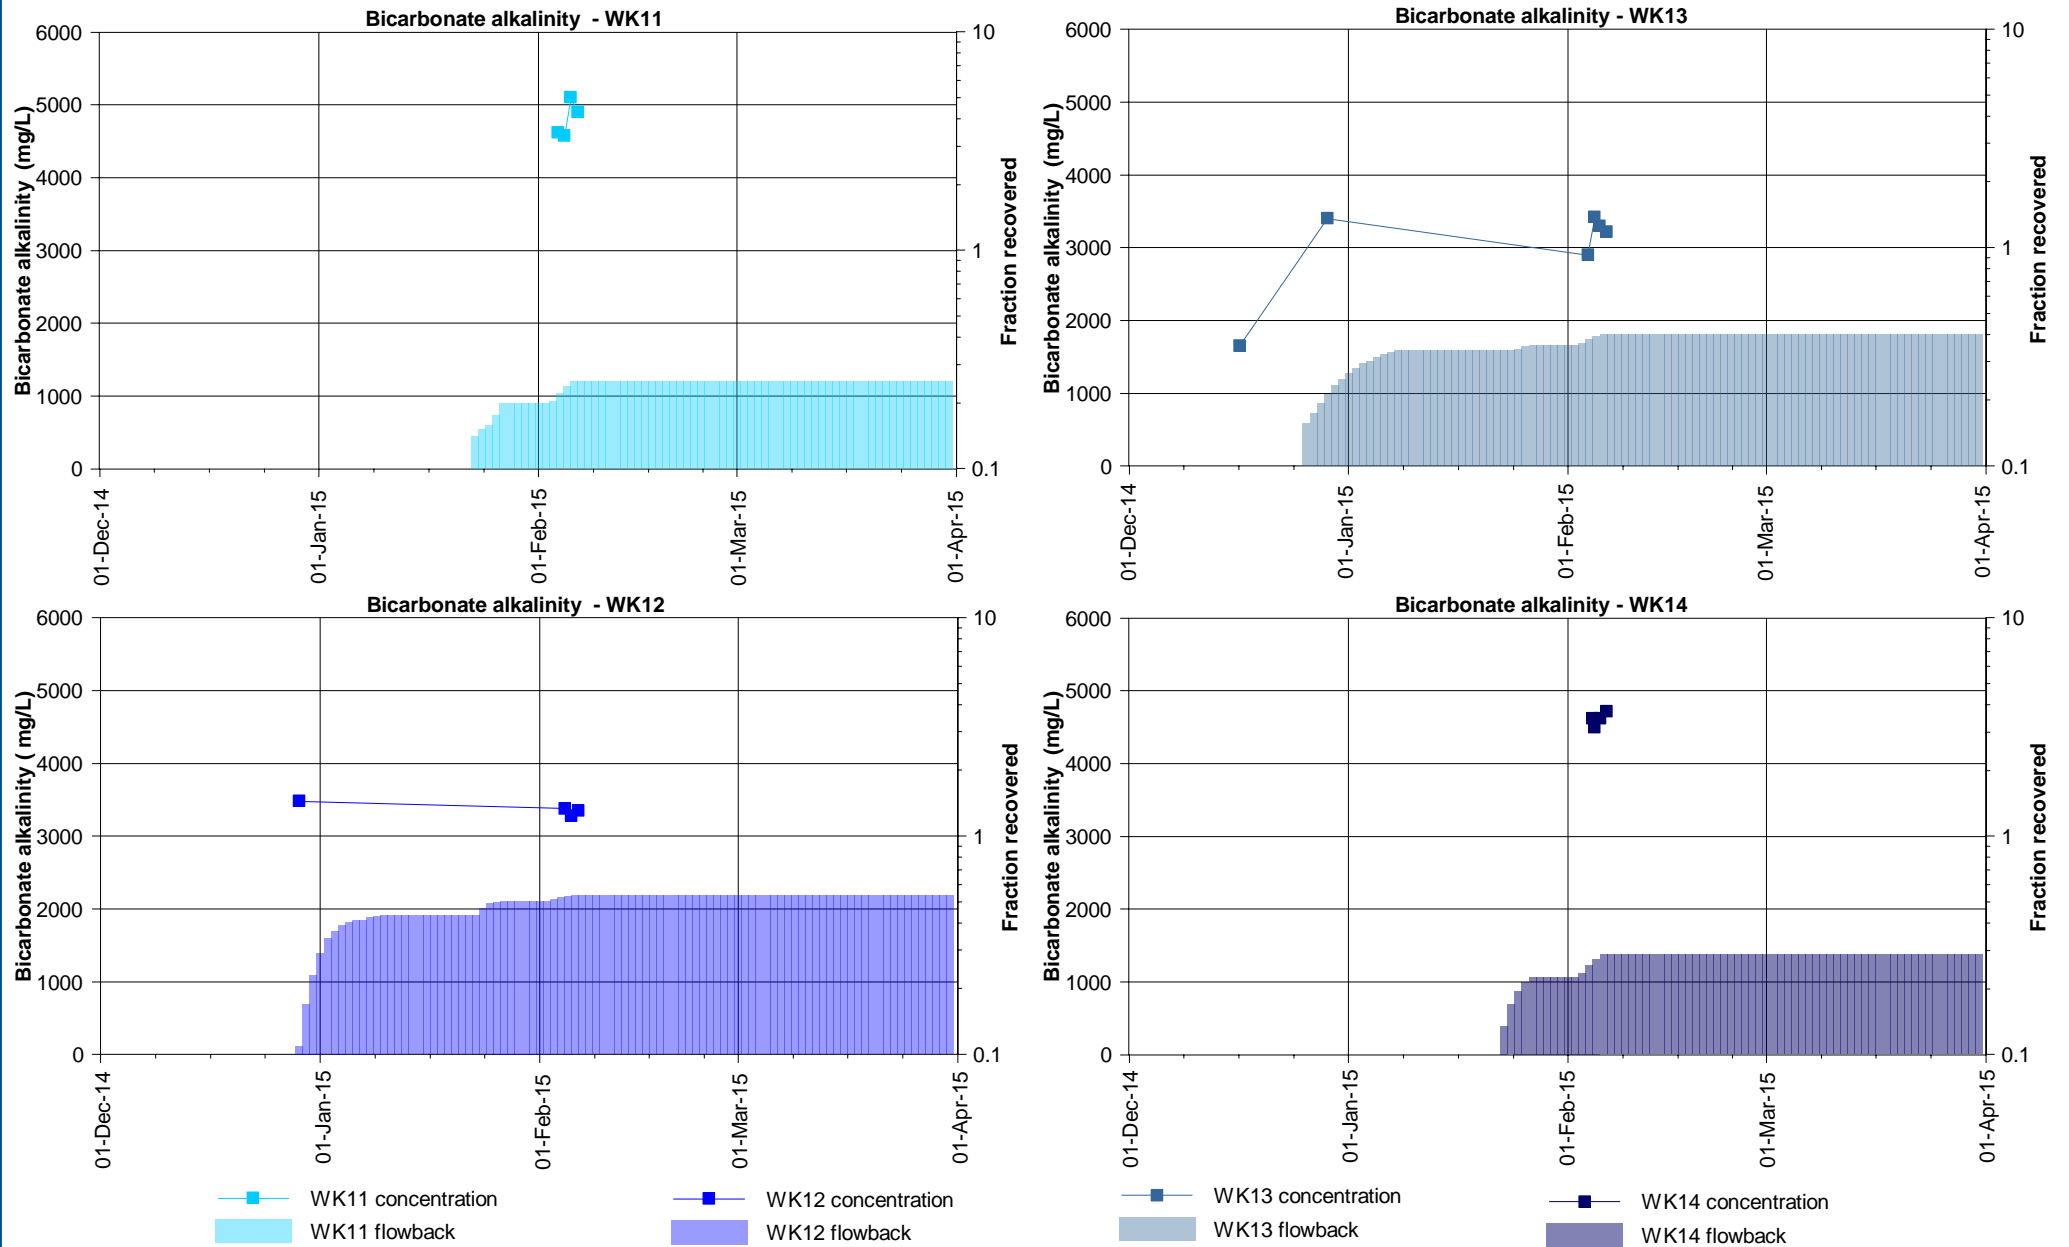 Bicarbonate alkalinity - WK11
6000
5000
4000
3000
2000
1000
0
Bicarbonate alkalinity (mg/L)
10
1
0.1
Fraction recovered
01-Dec-14
01-Jan-15
01-Feb-15
01-Mar-15
01-Apr-15
Bicarbonate alkalinity - WK13
6000
5000
4000
3000
2000
1000
0
Bicarbonate alkalinity (mg/L)
10
1
0.1
Fraction recovered
01-Dec-14
01-Jan-15
01-Feb-15
01-Mar-15
01-Apr-15
Bicarbonate alkalinity - WK12
6000
5000
4000
3000
2000
1000
0
Bicarbonate alkalinity ( mg/L)
10
1
0.1
Fraction recovered
01-Dec-14
01-Jan-15
01-Feb-15
01-Mar-15
01-Apr-15
Bicarbonate alkalinity - WK14
6000
5000
4000
3000
2000
1000
0
Bicarbonate alkalinity (mg/L)
10
1
0.1
Fraction recovered
01-Dec-14
01-Jan-15
01-Feb-15
01-Mar-15
01-Apr-15
WK11 concentration
WK11 flowback
WK12 concentration
WK12 flowback
WK13 concentration
WK13 flowback
WK14 concentration
WK14 flowback